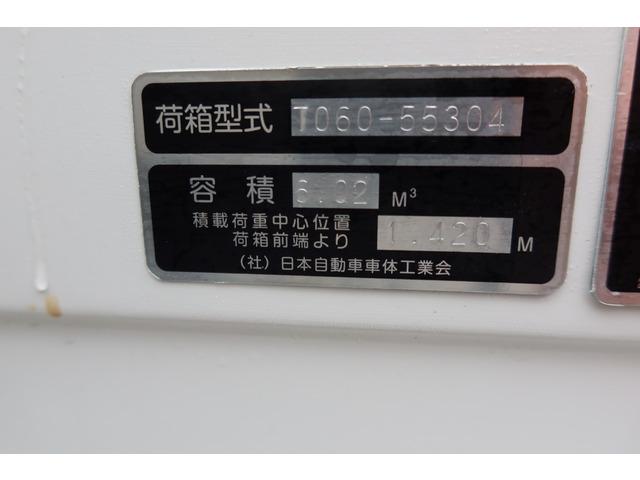 荷箱型式 T060-55304
容積 6.02 M³
積載荷重中心位置
荷箱前端より 1.420 M
（社）日本自動車車体工業会